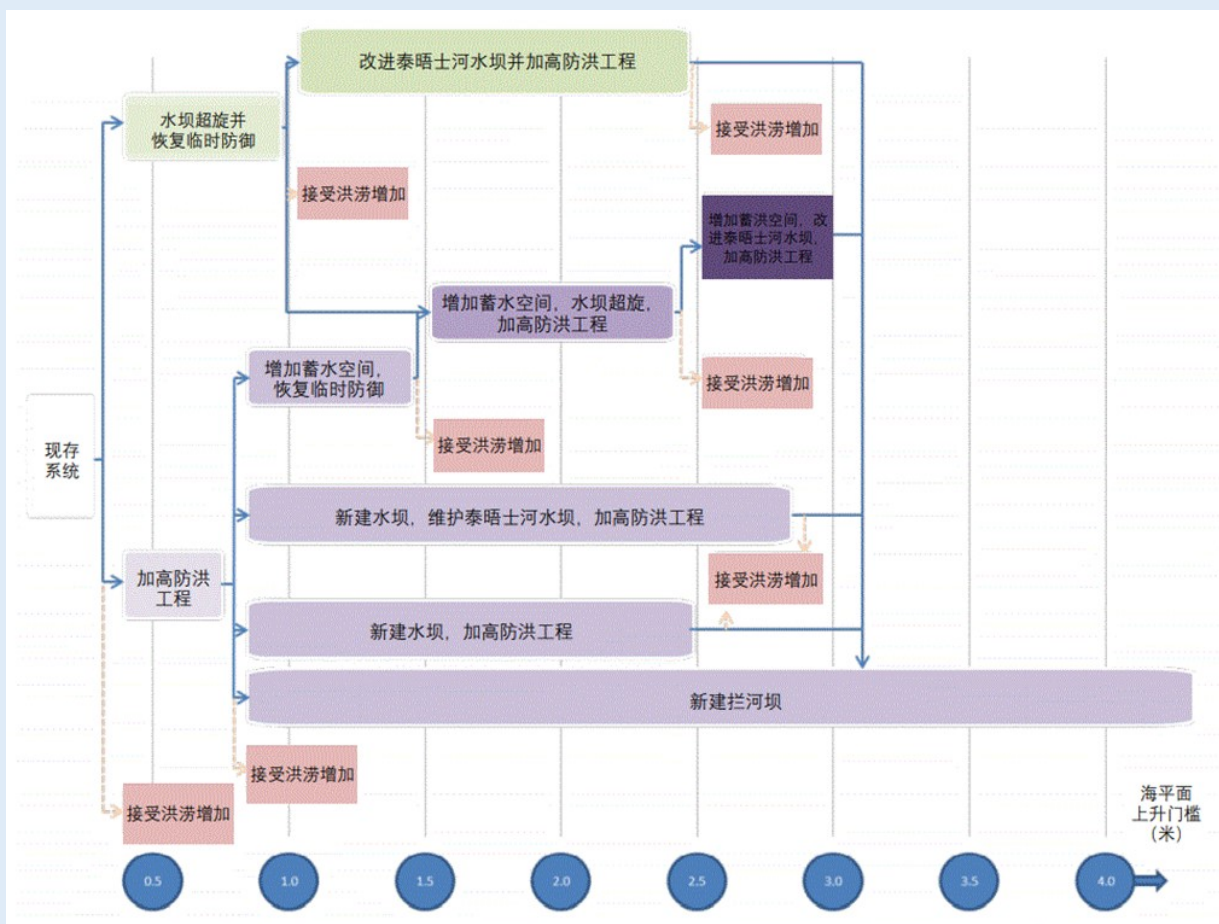 改进泰晤士河水坝并加高防洪工程
水坝超旋并
恢复临时防御
接受洪涝增加
接受洪涝增加
增加蓄洪空间，改
进泰晤士河水坝，
加高防洪工程
增加蓄水空间，水坝超旋，
加高防洪工程
增加蓄水空间，
恢复临时防御
接受洪涝增加
接受洪涝增加
现存
系统
新建水坝，维护泰晤士河水坝，加高防洪工程
加高防洪
工程
接受洪涝增加
新建水坝，加高防洪工程
新建拦河坝
接受洪涝增加
接受洪涝增加
海平面
上升门槛
（米）
0.5
1.0
1.5
2.0
2.5
3.0
3.5
4.0